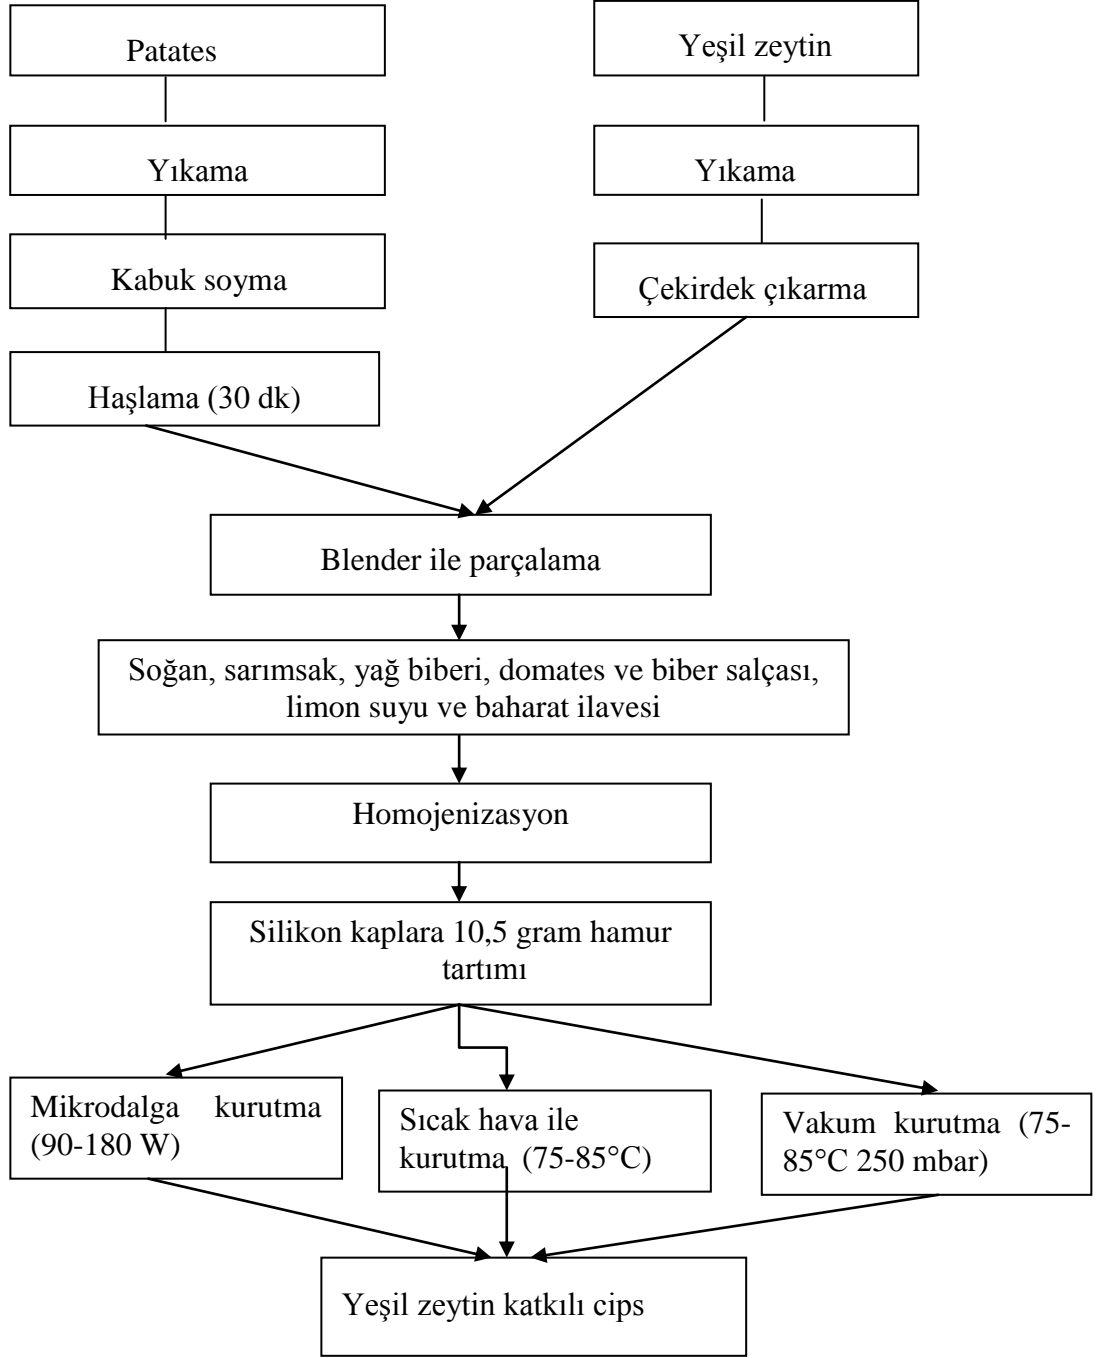 Patates
Yıkama
Kabuk soyma
Haşlama (30 dk)
Yeşil zeytin
Yıkama
Çekirdek çıkarma
Blender ile parçalama
Soğan, sarımsak, yağ biberi, domates ve biber salçası,
limon suyu ve baharat ilavesi
Homojenizasyon
Silikon kaplara 10,5 gram hamur
tartımı
Mikrodalga kurutma
(90-180 W)
Sıcak hava ile
kurutma (75-85°C)
Vakum kurutma (75-
85°C 250 mbar)
Yeşil zeytin katkılı cips